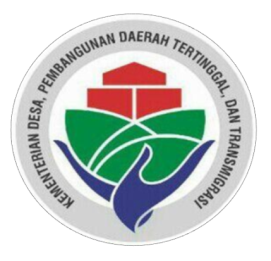 KEMENTERIAN DESA, PEMBANGUNAN DAERAH TERTINGGAL, DAN TRANSMIGRASI